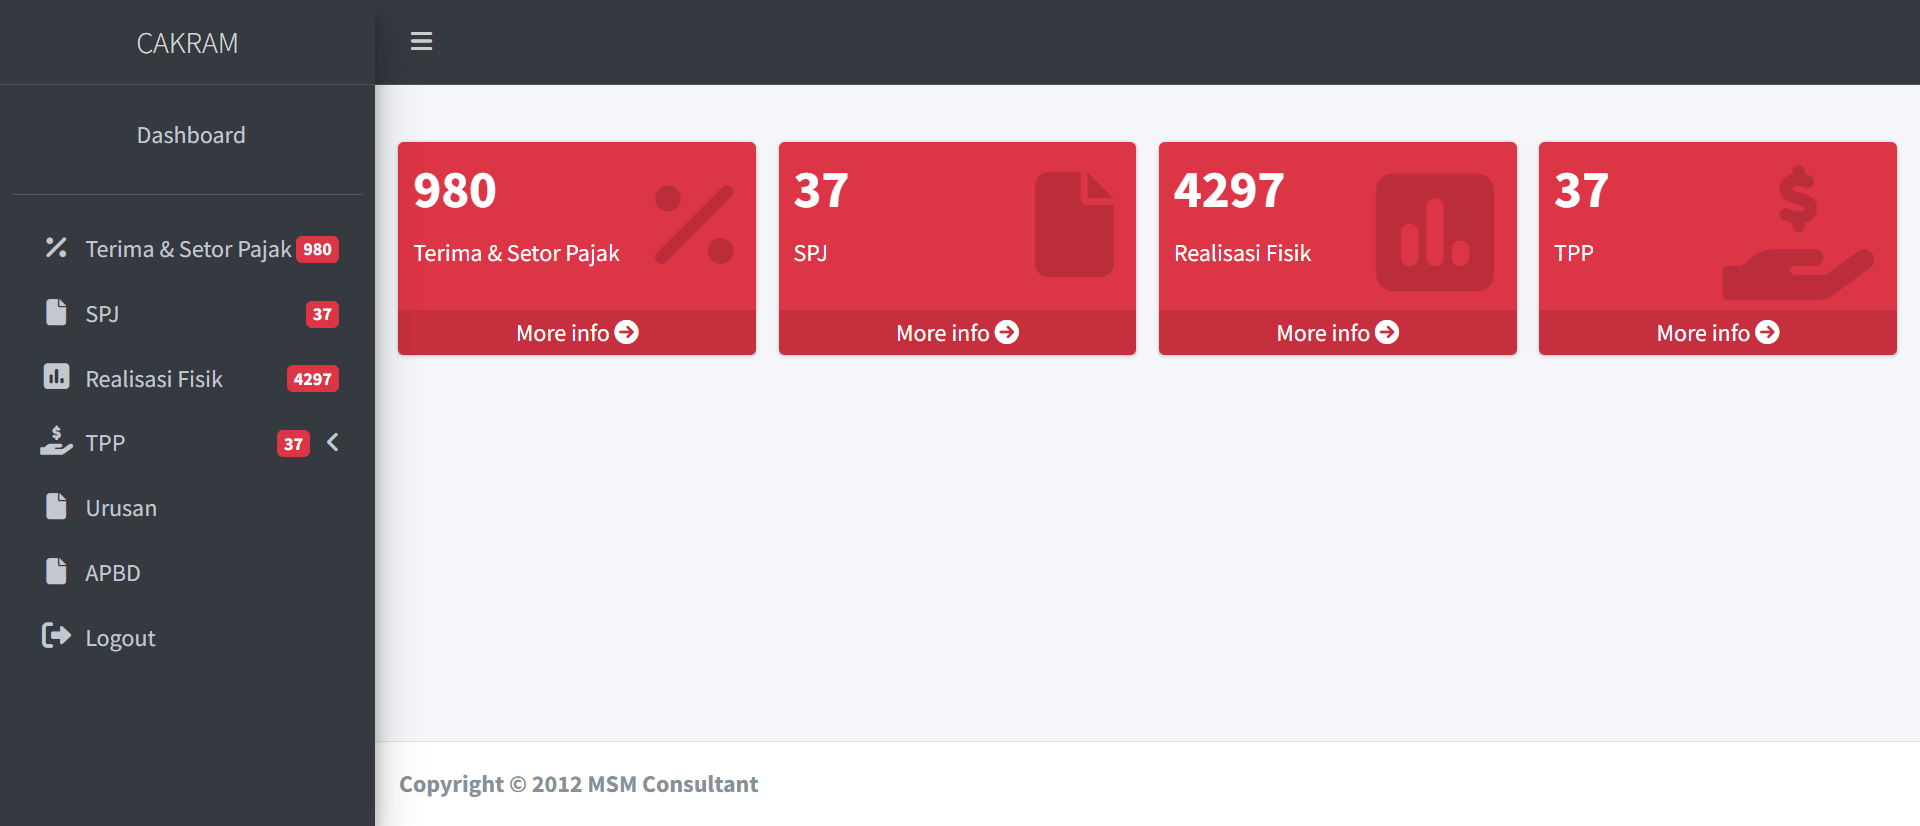 CAKRAM
Dashboard
Terima & Setor Pajak 980
SPJ 37
Realisasi Fisik 4297
TPP 37
Urusan
APBD
Logout
980
Terima & Setor Pajak
More info
37
SPJ
More info
4297
Realisasi Fisik
More info
37
TPP
More info
Copyright © 2012 MSM Consultant